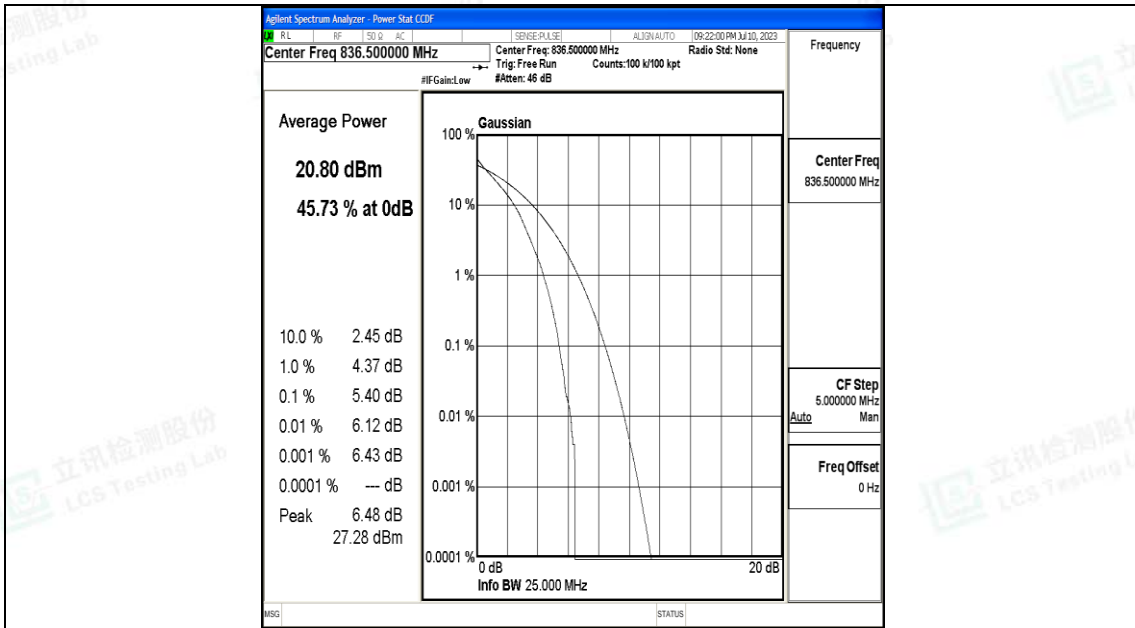 Agilent Spectrum Analyzer - Power Stat CCDF
RL RF 50 Ω AC SENSE:PULSE ALIGN AUTO 09:22:00 PM Jul 10, 2023
Center Freq 836.500000 MHz
Center Freq: 836.500000 MHz Radio Std: None
Trig: Free Run Counts:100 k/100 kpt
#IFGain:Low #Atten: 46 dB
Frequency
Average Power
20.80 dBm
45.73 % at 0dB
10.0 % 2.45 dB
1.0 % 4.37 dB
0.1 % 5.40 dB
0.01 % 6.12 dB
0.001 % 6.43 dB
0.0001 % --- dB
Peak 6.48 dB
27.28 dBm
Gaussian
100 %
10 %
1 %
0.1 %
0.01 %
0.001 %
0.0001 %
0 dB 20 dB
Info BW 25.000 MHz
Center Freq
836.500000 MHz
CF Step
5.000000 MHz
Auto Man
Freq Offset
0 Hz
MSG STATUS
立讯检测股份
LCS Testing Lab